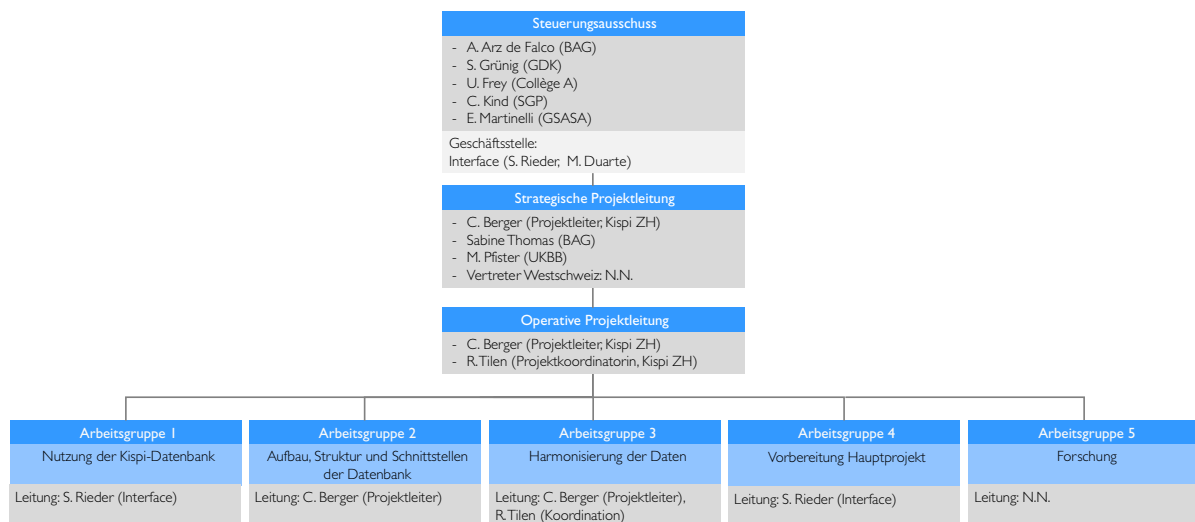 Steuerungsausschuss
- A. Arz de Falco (BAG)
- S. Grünig (GDK)
- U. Frey (Collège A)
- C. Kind (SGP)
- E. Martinelli (GSASA)
Geschäftsstelle:
Interface (S. Rieder, M. Duarte)
Strategische Projektleitung
- C. Berger (Projektleiter, Kispi ZH)
- Sabine Thomas (BAG)
- M. Pfister (UKBB)
- Vertreter Westschweiz: N.N.
Operative Projektleitung
- C. Berger (Projektleiter, Kispi ZH)
- R. Tilen (Projektkoordinatorin, Kispi ZH)
Arbeitsgruppe 1
Nutzung der Kispi-Datenbank
Leitung: S. Rieder (Interface)
Arbeitsgruppe 2
Aufbau, Struktur und Schnittstellen
der Datenbank
Leitung: C. Berger (Projektleiter)
Arbeitsgruppe 3
Harmonisierung der Daten
Leitung: C. Berger (Projektleiter),
R. Tilen (Koordination)
Arbeitsgruppe 4
Vorbereitung Hauptprojekt
Leitung: S. Rieder (Interface)
Arbeitsgruppe 5
Forschung
Leitung: N.N.